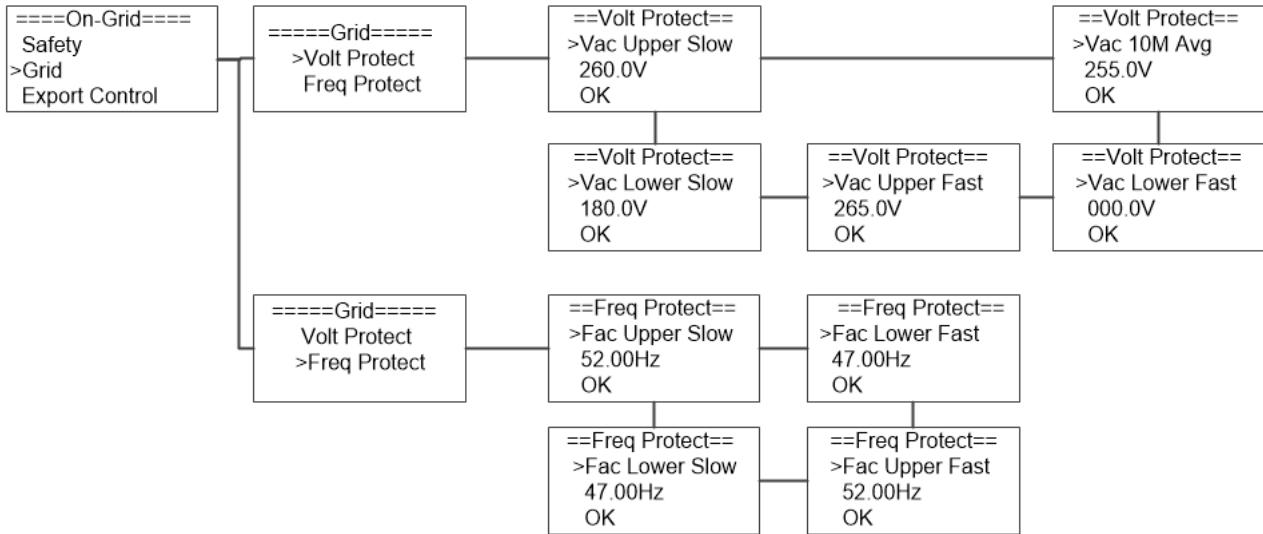 ====On-Grid====
Safety
>Grid
Export Control
=====Grid=====
>Volt Protect
Freq Protect
==Volt Protect==
>Vac Upper Slow
260.0V
OK
==Volt Protect==
>Vac 10M Avg
255.0V
OK
==Volt Protect==
>Vac Lower Slow
180.0V
OK
==Volt Protect==
>Vac Upper Fast
265.0V
OK
==Volt Protect==
>Vac Lower Fast
000.0V
OK
=====Grid=====
Volt Protect
>Freq Protect
==Freq Protect==
>Fac Upper Slow
52.00Hz
OK
==Freq Protect==
>Fac Lower Fast
47.00Hz
OK
==Freq Protect==
>Fac Lower Slow
47.00Hz
OK
==Freq Protect==
>Fac Upper Fast
52.00Hz
OK